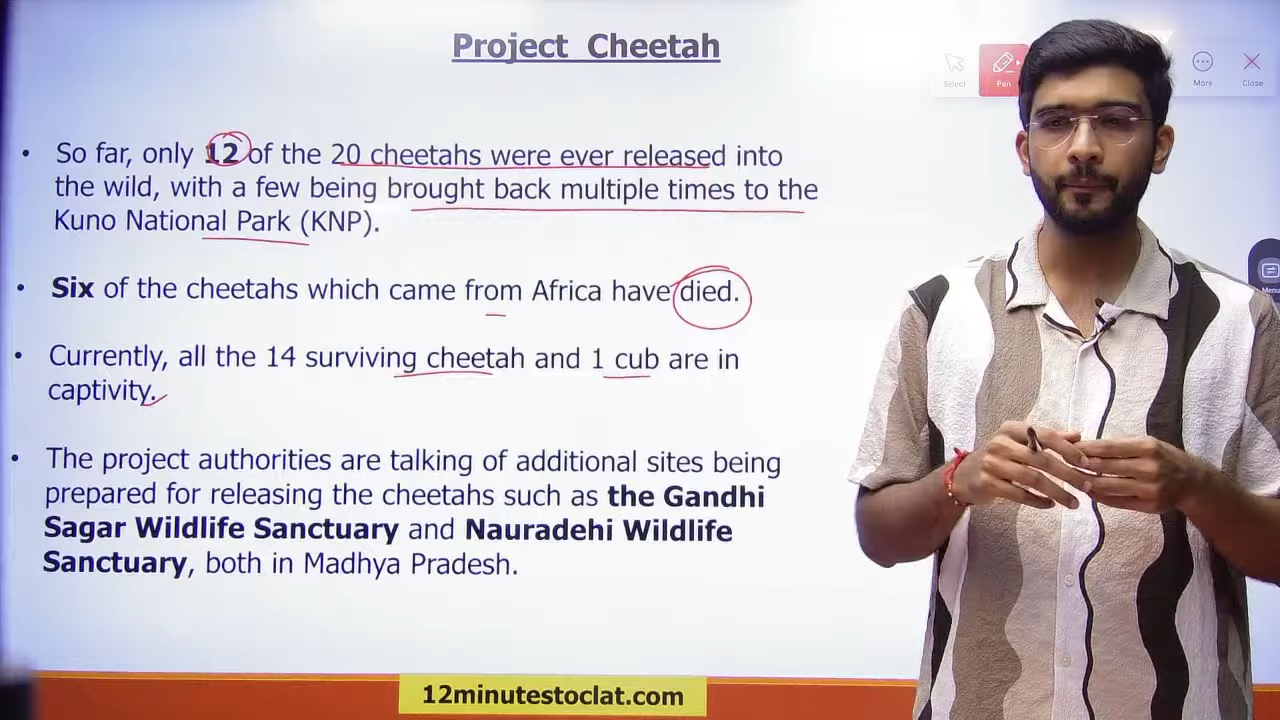 Project Cheetah
Select
Pen
More
Close
• So far, only 12 of the 20 cheetahs were ever released into
the wild, with a few being brought back multiple times to the
Kuno National Park (KNP).
• Six of the cheetahs which came from Africa have died.
• Currently, all the 14 surviving cheetah and 1 cub are in
captivity.
• The project authorities are talking of additional sites being
prepared for releasing the cheetahs such as the Gandhi
Sagar Wildlife Sanctuary and Nauradehi Wildlife
Sanctuary, both in Madhya Pradesh.
Menu
12minutestoclat.com